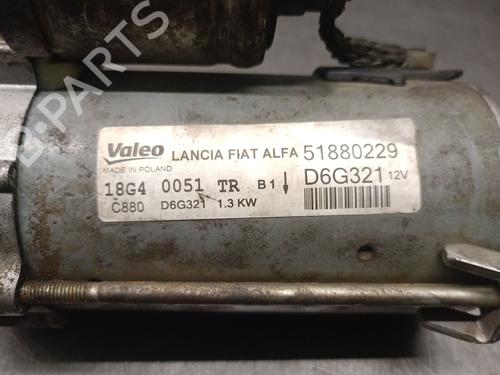 B-PARTS
Valeo LANCIA FIAT ALFA 51880229
MADE IN POLAND
18G4 0051 TR B1 D6G321 12V
C880 D6G321 1.3 KW